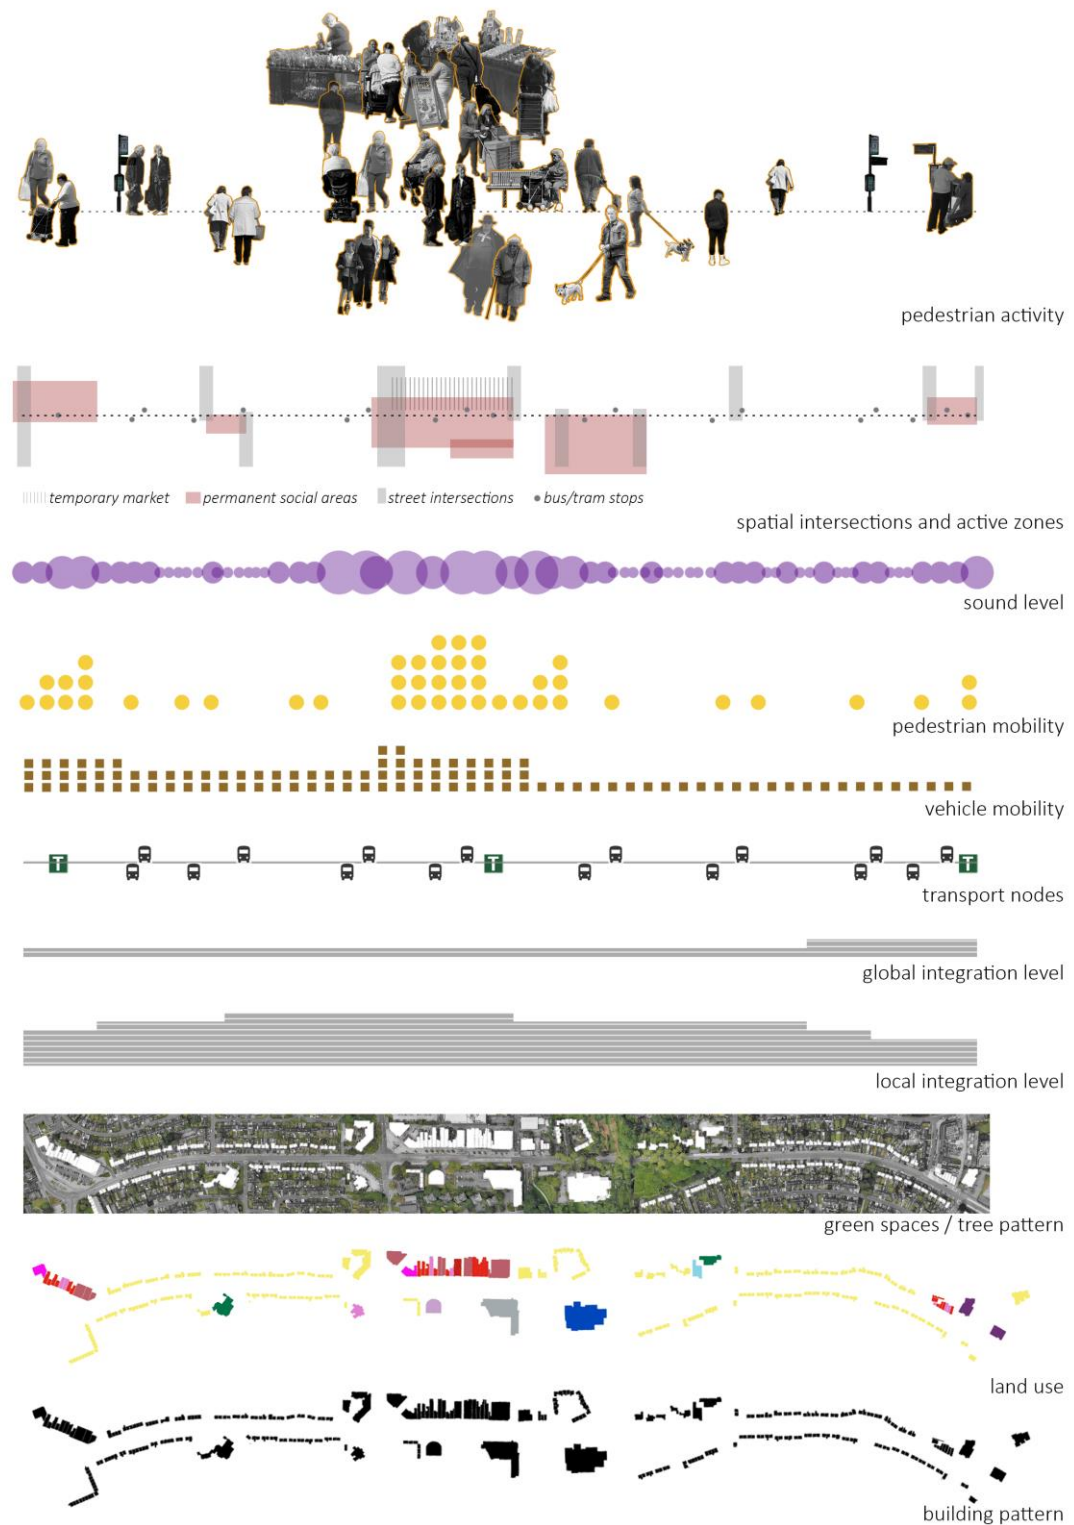 pedestrian activity
temporary market permanent social areas street intersections bus/tram stops
spatial intersections and active zones
sound level
pedestrian mobility
vehicle mobility
T T T
transport nodes
global integration level
local integration level
green spaces / tree pattern
land use
building pattern